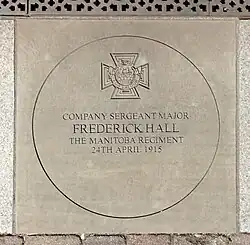 COMPANY SERGEANT MAJOR
FREDERICK HALL
THE MANITOBA REGIMENT
24TH APRIL 1915